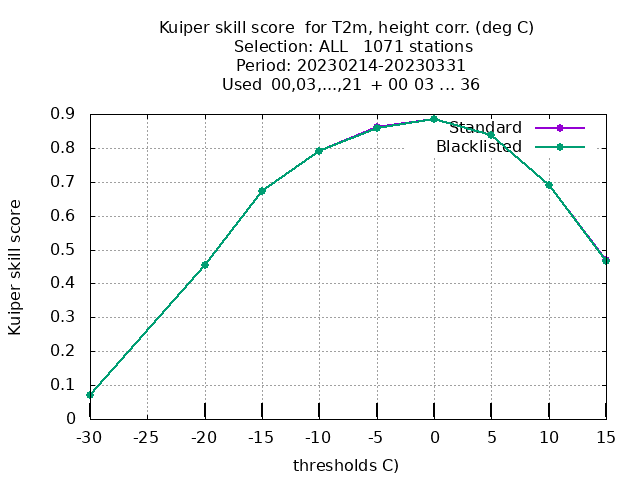 Kuiper skill score  for T2m, height corr. (deg C)
Selection: ALL   1071 stations
Period: 20230214-20230331
Used  00,03,...,21  + 00 03 ... 36
Standard
Blacklisted
Kuiper skill score
0.9
0.8
0.7
0.6
0.5
0.4
0.3
0.2
0.1
0
-30 -25 -20 -15 -10 -5 0 5 10 15
thresholds C)